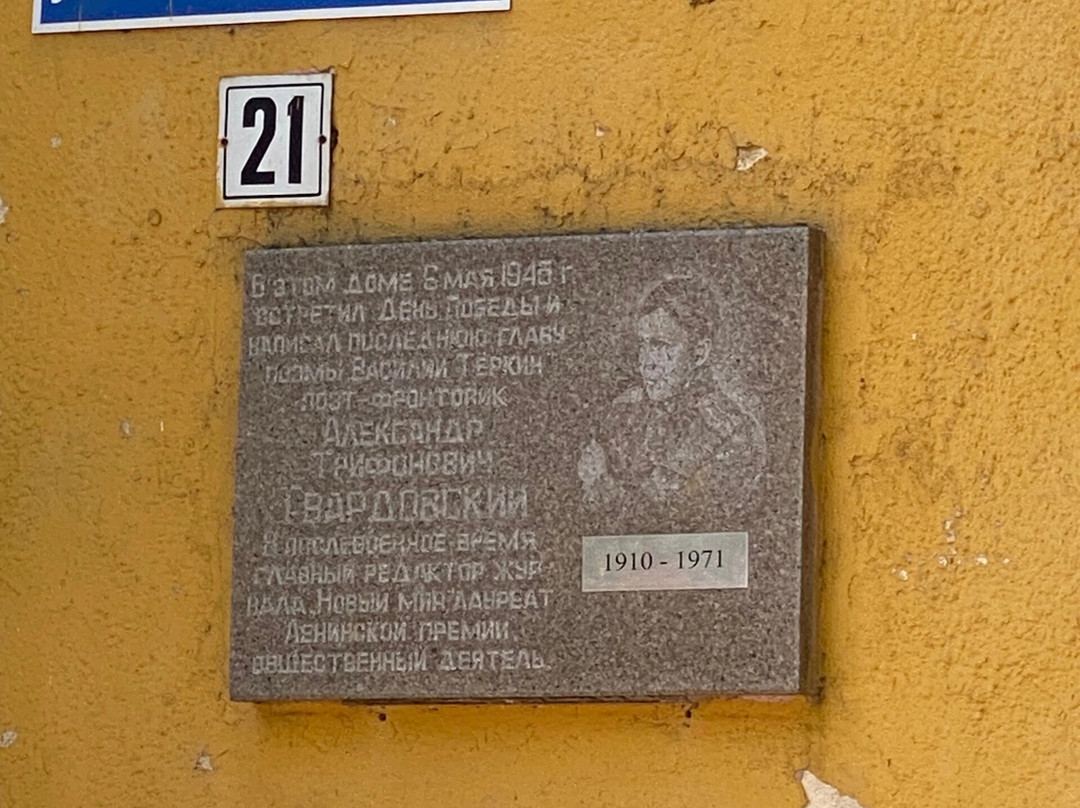 21
В этом доме 8 мая 1945 г.
встретил День Победы и
написал последнюю главу
поэмы Василий Теркин
поэт-фронтовик
Александр
Трифонович
Твардовский
В послевоенное время
главный редактор жур
нала „Новый мир" лауреат
Ленинской премии,
общественный деятель.
1910 - 1971